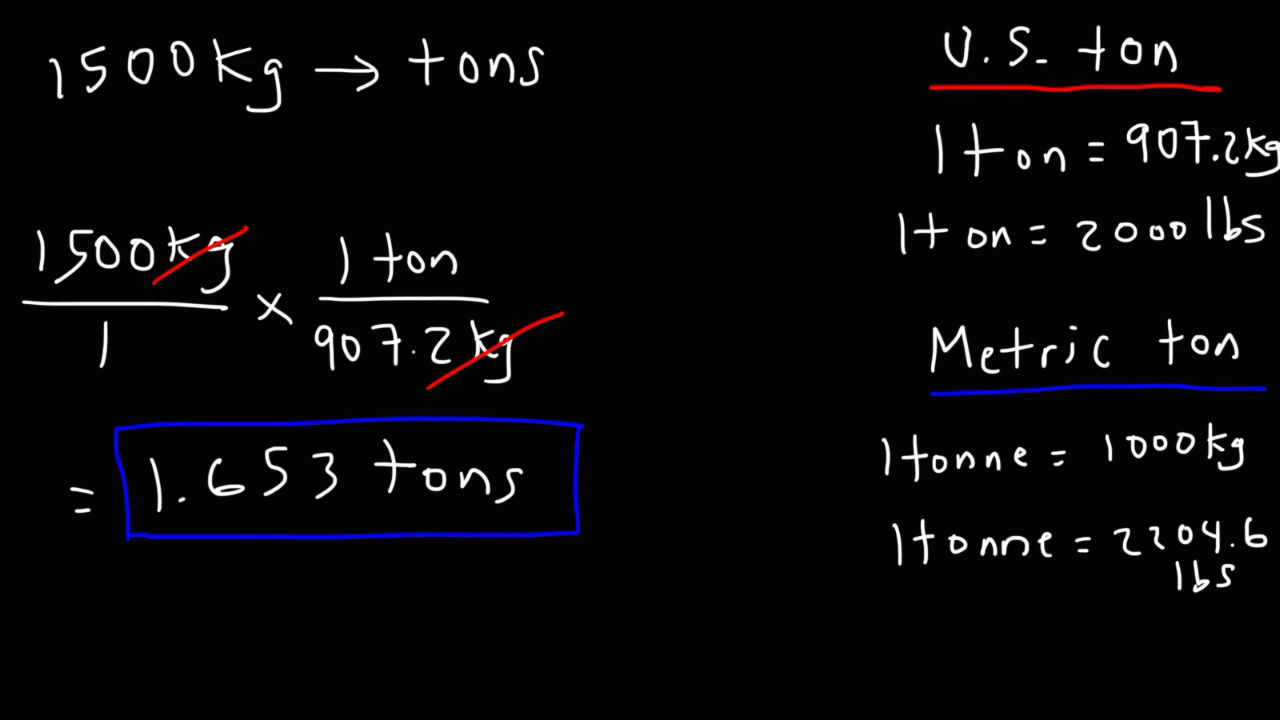 1500kg → tons
1500kg/1 × 1 ton/907.2kg
= 1.653 tons
U.S. ton
1 ton = 907.2kg
1 ton = 2000 lbs
Metric ton
1 tonne = 1000kg
1 tonne = 2204.6
lbs